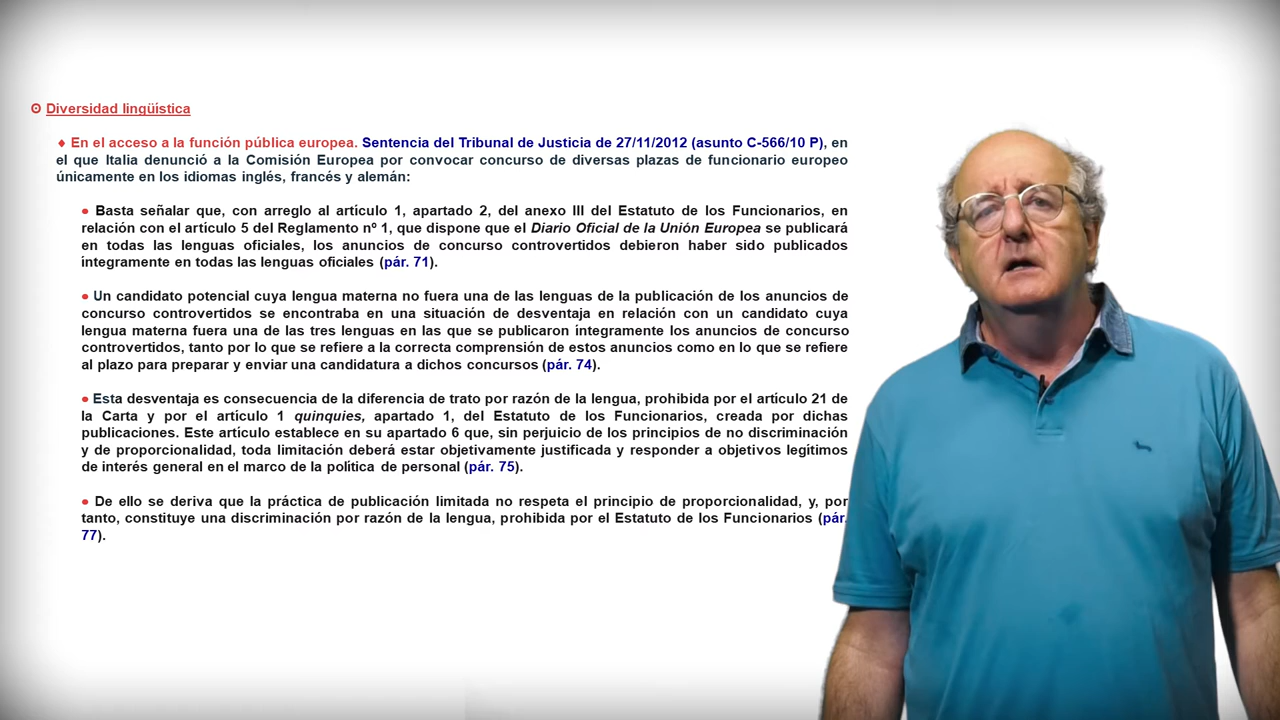 ʘ Diversidad lingüística
♦ En el acceso a la función pública europea. Sentencia del Tribunal de Justicia de 27/11/2012 (asunto C-566/10 P), en
el que Italia denunció a la Comisión Europea por convocar concurso de diversas plazas de funcionario europeo
únicamente en los idiomas inglés, francés y alemán:
● Basta señalar que, con arreglo al artículo 1, apartado 2, del anexo III del Estatuto de los Funcionarios, en
relación con el artículo 5 del Reglamento nº 1, que dispone que el Diario Oficial de la Unión Europea se publicará
en todas las lenguas oficiales, los anuncios de concurso controvertidos debieron haber sido publicados
íntegramente en todas las lenguas oficiales (pár. 71).
● Un candidato potencial cuya lengua materna no fuera una de las lenguas de la publicación de los anuncios de
concurso controvertidos se encontraba en una situación de desventaja en relación con un candidato cuya
lengua materna fuera una de las tres lenguas en las que se publicaron íntegramente los anuncios de concurso
controvertidos, tanto por lo que se refiere a la correcta comprensión de estos anuncios como en lo que se refiere
al plazo para preparar y enviar una candidatura a dichos concursos (pár. 74).
● Esta desventaja es consecuencia de la diferencia de trato por razón de la lengua, prohibida por el artículo 21 de
la Carta y por el artículo 1 quinquies, apartado 1, del Estatuto de los Funcionarios, creada por dichas
publicaciones. Este artículo establece en su apartado 6 que, sin perjuicio de los principios de no discriminación
y de proporcionalidad, toda limitación deberá estar objetivamente justificada y responder a objetivos legítimos
de interés general en el marco de la política de personal (pár. 75).
● De ello se deriva que la práctica de publicación limitada no respeta el principio de proporcionalidad, y, por
tanto, constituye una discriminación por razón de la lengua, prohibida por el Estatuto de los Funcionarios (pár.
77).